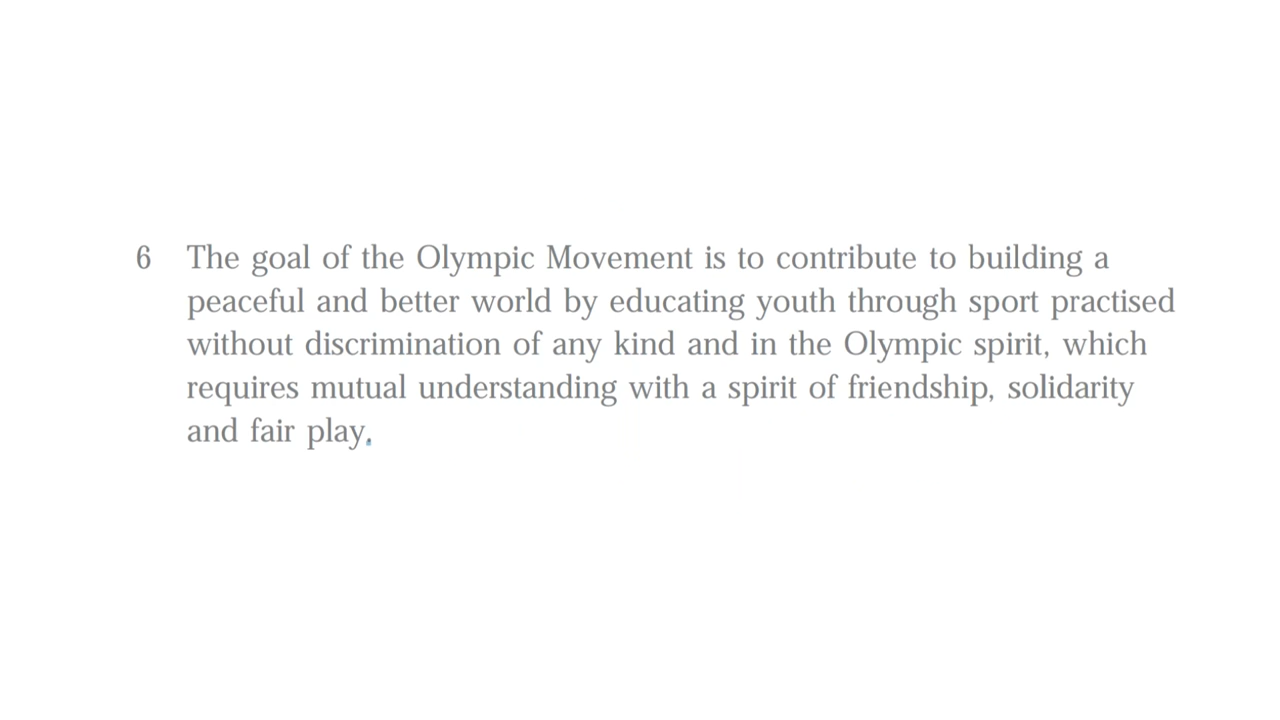 6 The goal of the Olympic Movement is to contribute to building a
peaceful and better world by educating youth through sport practised
without discrimination of any kind and in the Olympic spirit, which
requires mutual understanding with a spirit of friendship, solidarity
and fair play.